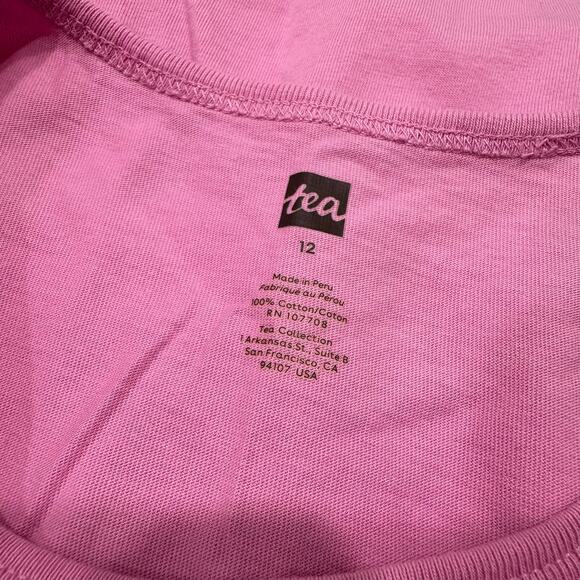 tea
12
Made in Peru
Fabriqué au Pérou
100% Cotton/Coton
RN 107708
Tea Collection
1 Arkansas St., Suite B
San Francisco, CA
94107 USA